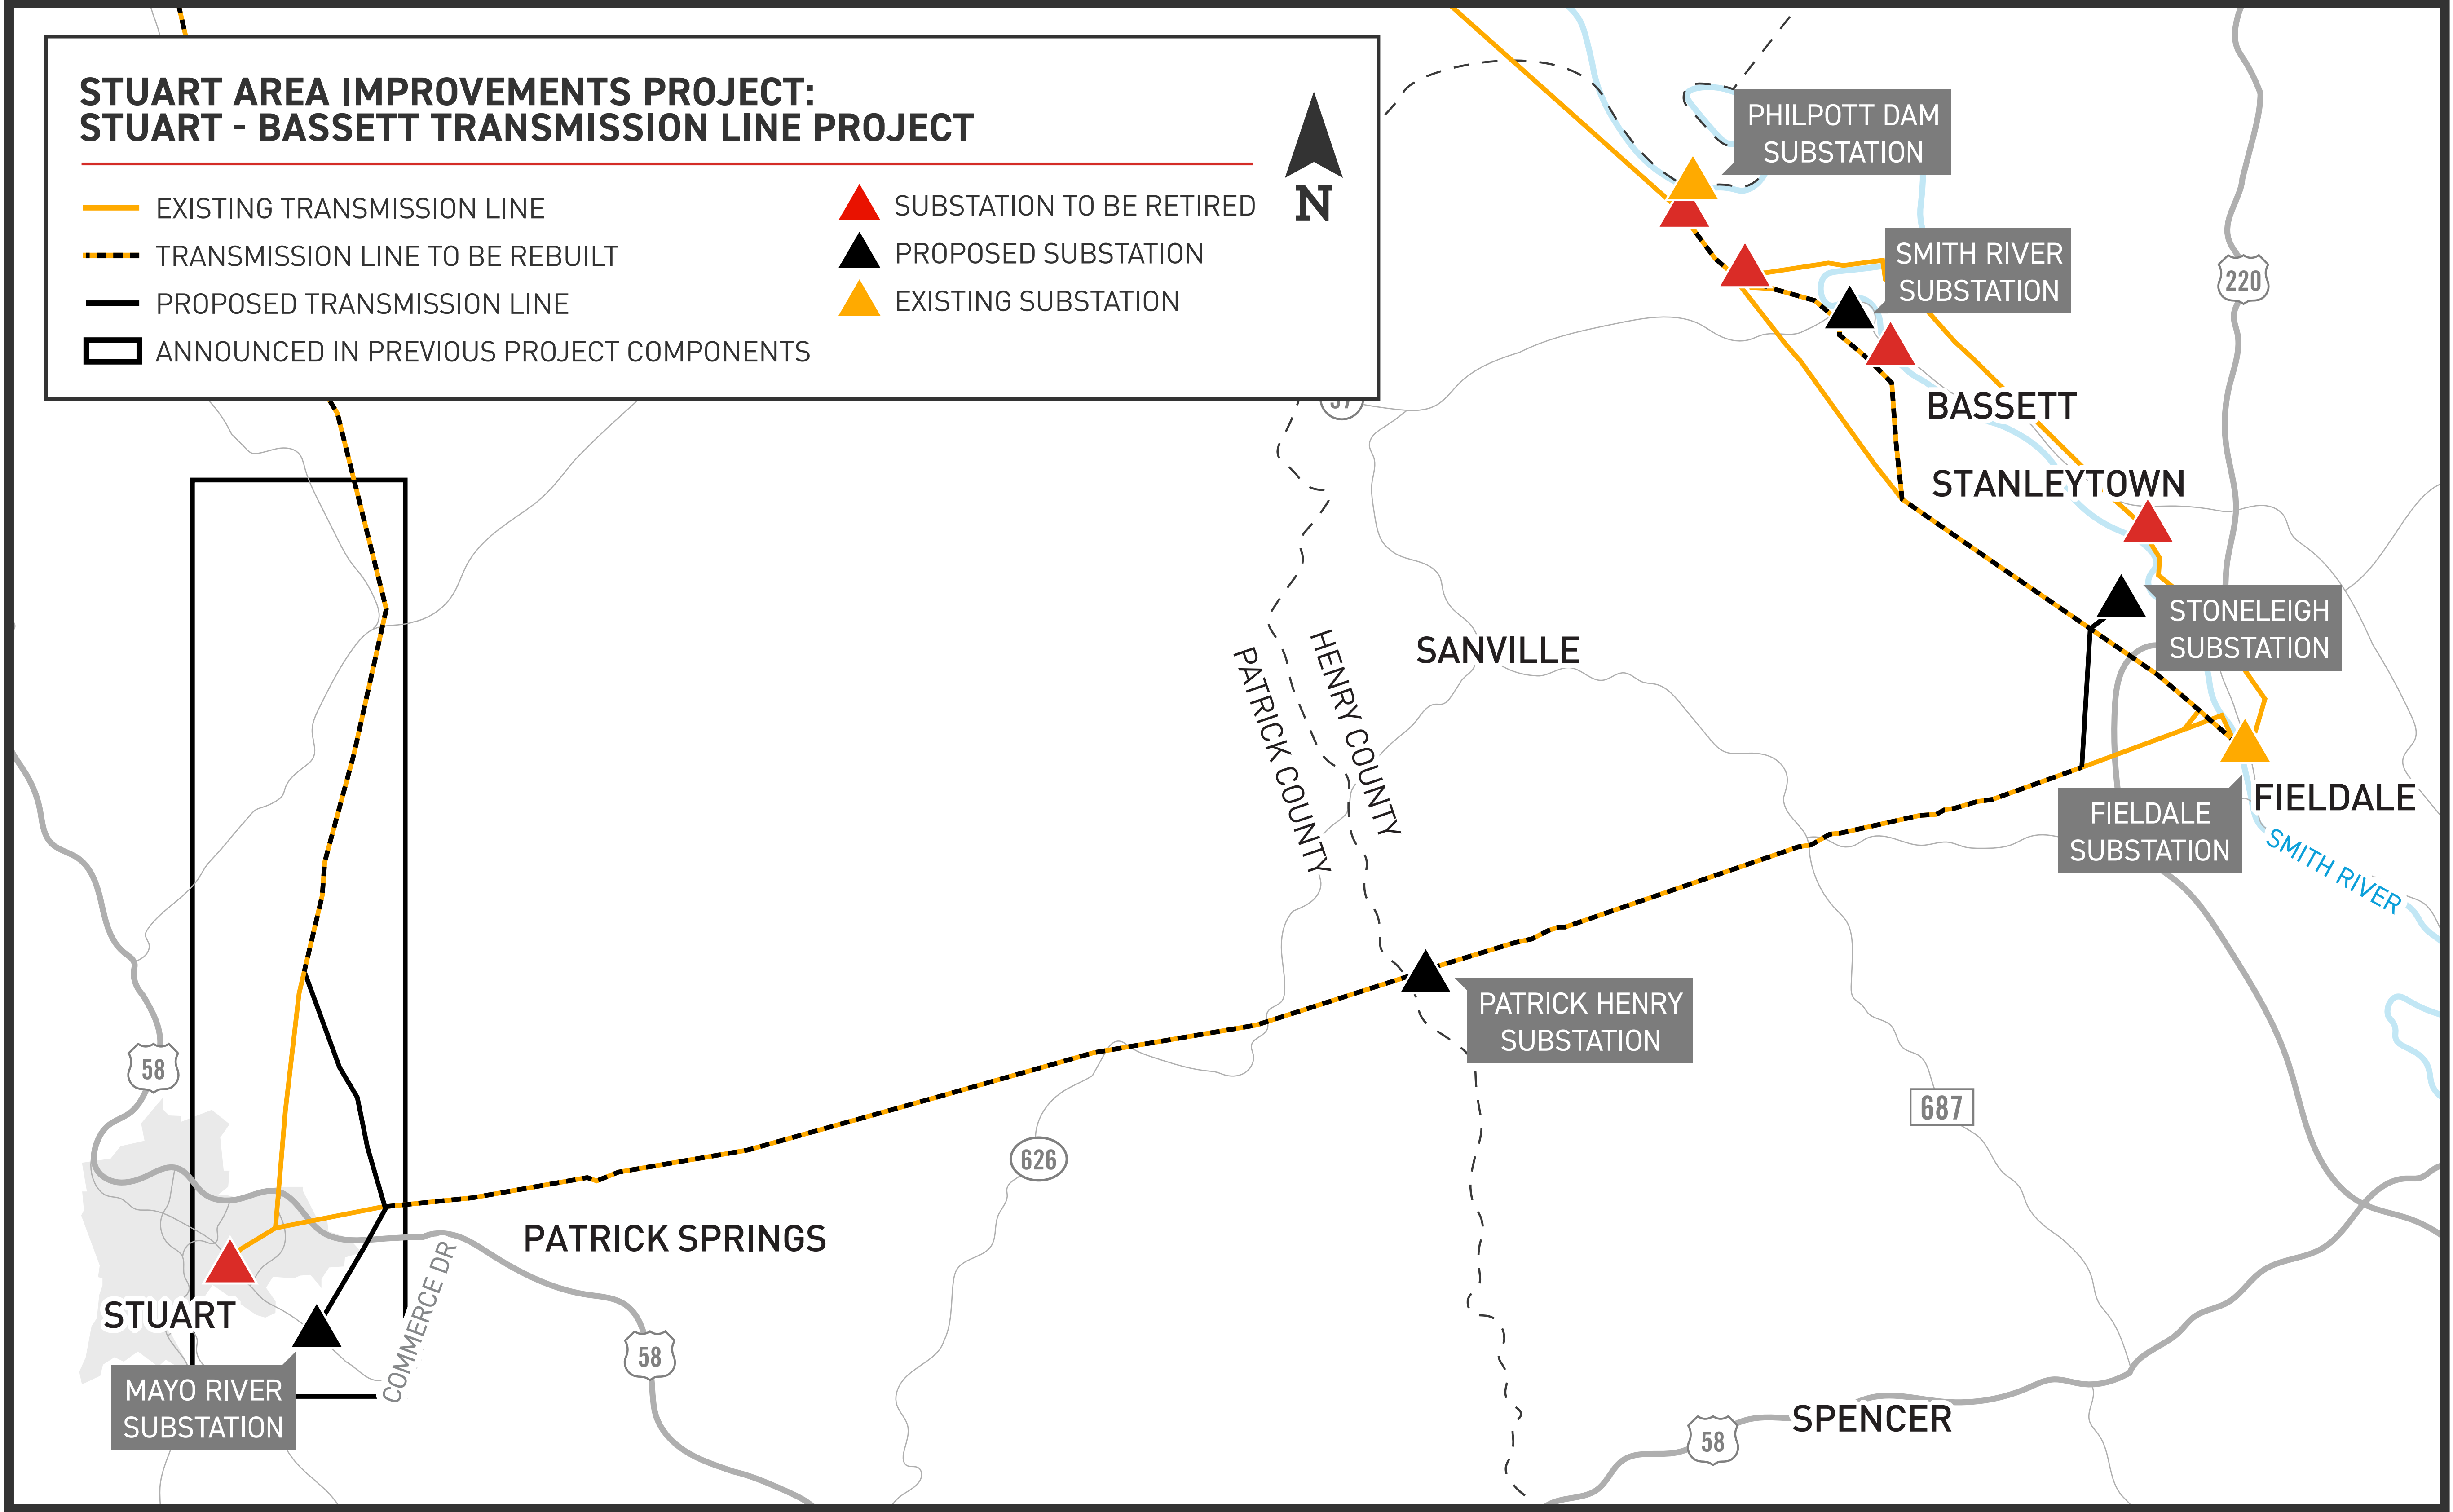 STUART AREA IMPROVEMENTS PROJECT:
STUART - BASSETT TRANSMISSION LINE PROJECT
EXISTING TRANSMISSION LINE
TRANSMISSION LINE TO BE REBUILT
PROPOSED TRANSMISSION LINE
ANNOUNCED IN PREVIOUS PROJECT COMPONENTS
SUBSTATION TO BE RETIRED
PROPOSED SUBSTATION
EXISTING SUBSTATION
N
PHILPOTT DAM
SUBSTATION
SMITH RIVER
SUBSTATION
220
BASSETT
STANLEYTOWN
STONELEIGH
SUBSTATION
SANVILLE
HENRY COUNTY
PATRICK COUNTY
FIELDALE
FIELDALE
SUBSTATION
SMITH RIVER
PATRICK HENRY
SUBSTATION
58
687
626
PATRICK SPRINGS
STUART
COMMERCE DR
MAYO RIVER
SUBSTATION
58
58
SPENCER